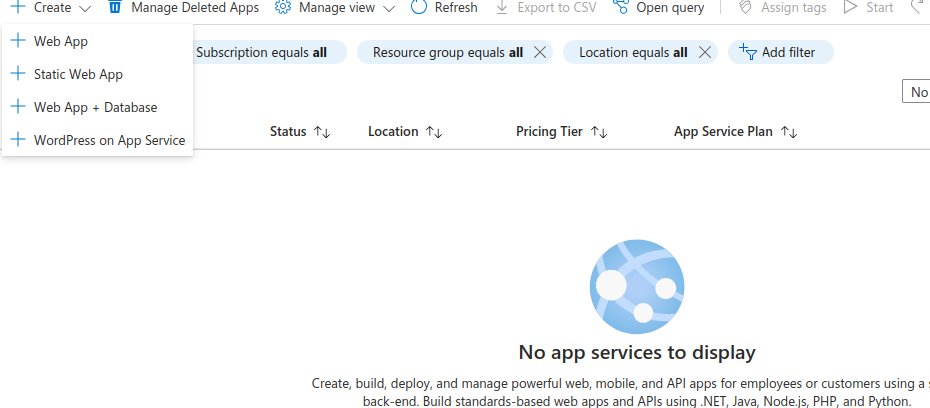 Create Manage Deleted Apps Manage view Refresh Export to CSV Open query Assign tags Start
Web App
Static Web App
Web App + Database
WordPress on App Service
Subscription equals all Resource group equals all Location equals all Add filter
No
Status Location Pricing Tier App Service Plan
No app services to display
Create, build, deploy, and manage powerful web, mobile, and API apps for employees or customers using a
back-end. Build standards-based web apps and APIs using .NET, Java, Node.js, PHP, and Python.